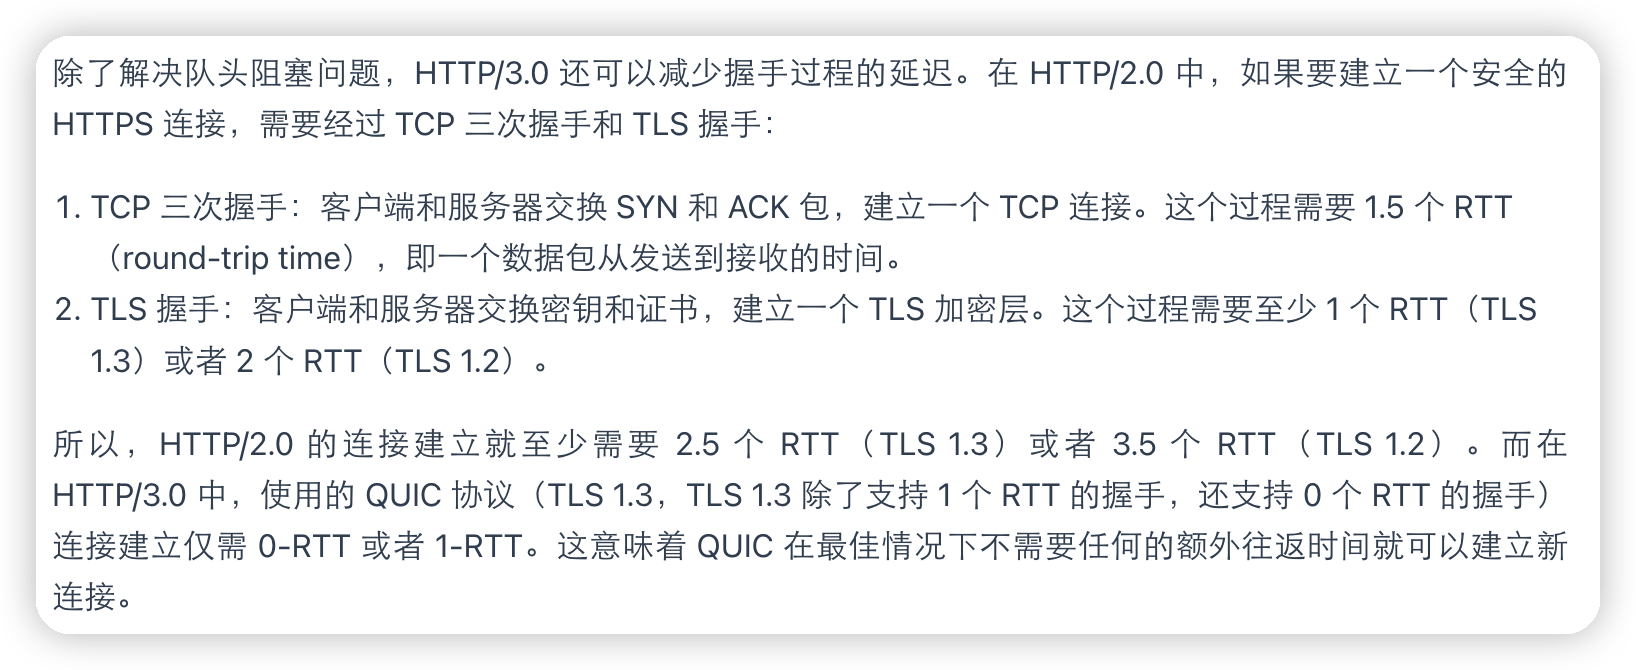 除了解决队头阻塞问题，HTTP/3.0 还可以减少握手过程的延迟。在 HTTP/2.0 中，如果要建立一个安全的
HTTPS 连接，需要经过 TCP 三次握手和 TLS 握手：
1. TCP 三次握手：客户端和服务器交换 SYN 和 ACK 包，建立一个 TCP 连接。这个过程需要 1.5 个 RTT
（round-trip time），即一个数据包从发送到接收的时间。
2. TLS 握手：客户端和服务器交换密钥和证书，建立一个 TLS 加密层。这个过程需要至少 1 个 RTT（TLS
1.3）或者 2 个 RTT（TLS 1.2）。
所以，HTTP/2.0 的连接建立就至少需要 2.5 个 RTT（TLS 1.3）或者 3.5 个 RTT（TLS 1.2）。而在
HTTP/3.0 中，使用的 QUIC 协议（TLS 1.3，TLS 1.3 除了支持 1 个 RTT 的握手，还支持 0 个 RTT 的握手）
连接建立仅需 0-RTT 或者 1-RTT。这意味着 QUIC 在最佳情况下不需要任何的额外往返时间就可以建立新
连接。